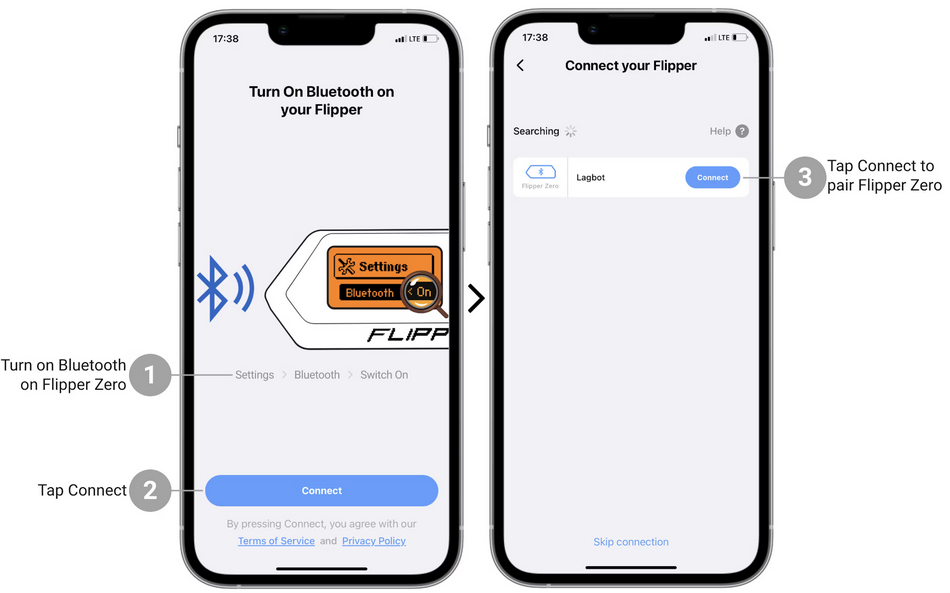 17:38
LTE
Turn On Bluetooth on
your Flipper
Settings
Bluetooth < On
FLIPP
Turn on Bluetooth
on Flipper Zero
1
Settings > Bluetooth > Switch On
Tap Connect
2
Connect
By pressing Connect, you agree with our
Terms of Service and Privacy Policy
17:38
LTE
Connect your Flipper
Searching
Help ?
Flipper Zero
Lagbot
Connect
3
Tap Connect to
pair Flipper Zero
Skip connection